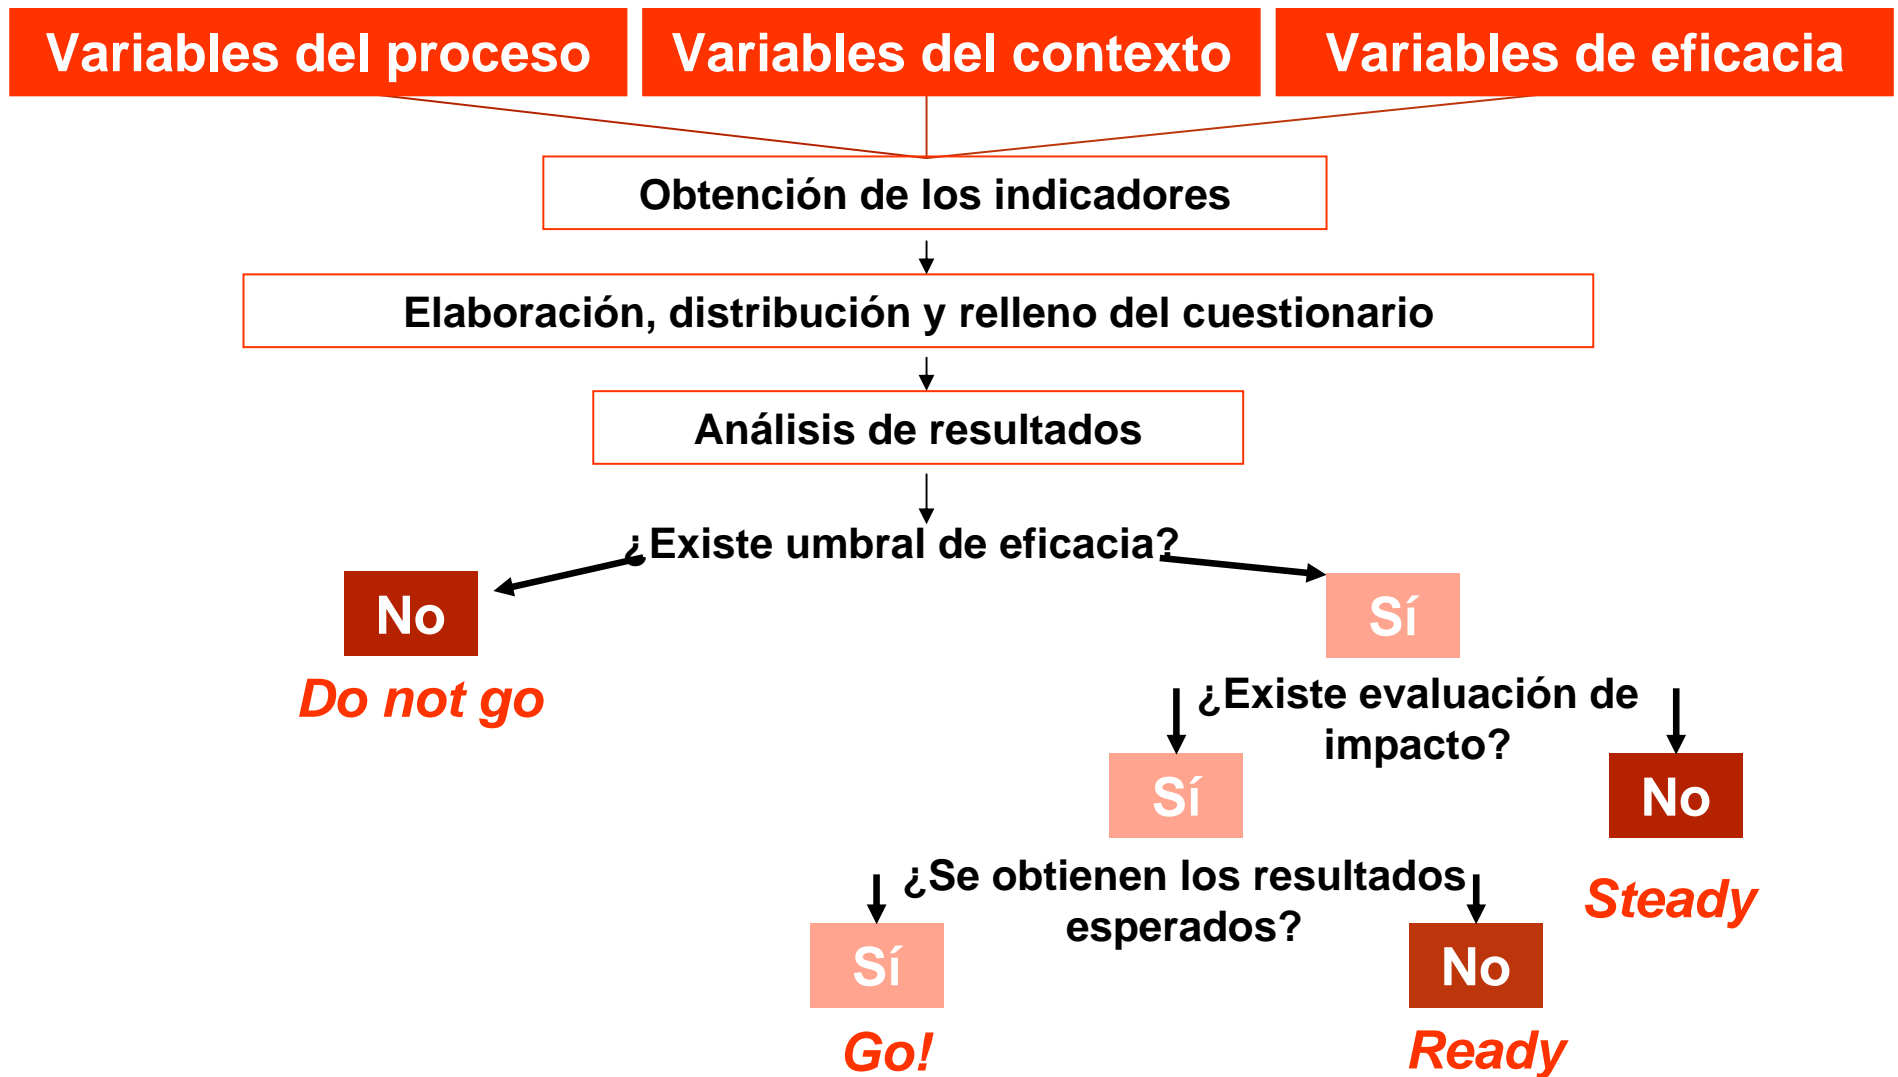 Variables del proceso
Variables del contexto
Variables de eficacia
Obtención de los indicadores
Elaboración, distribución y relleno del cuestionario
Análisis de resultados
¿Existe umbral de eficacia?
No
Sí
Do not go
¿Existe evaluación de
impacto?
Sí
No
¿Se obtienen los resultados
esperados?
Steady
Sí
No
Go!
Ready